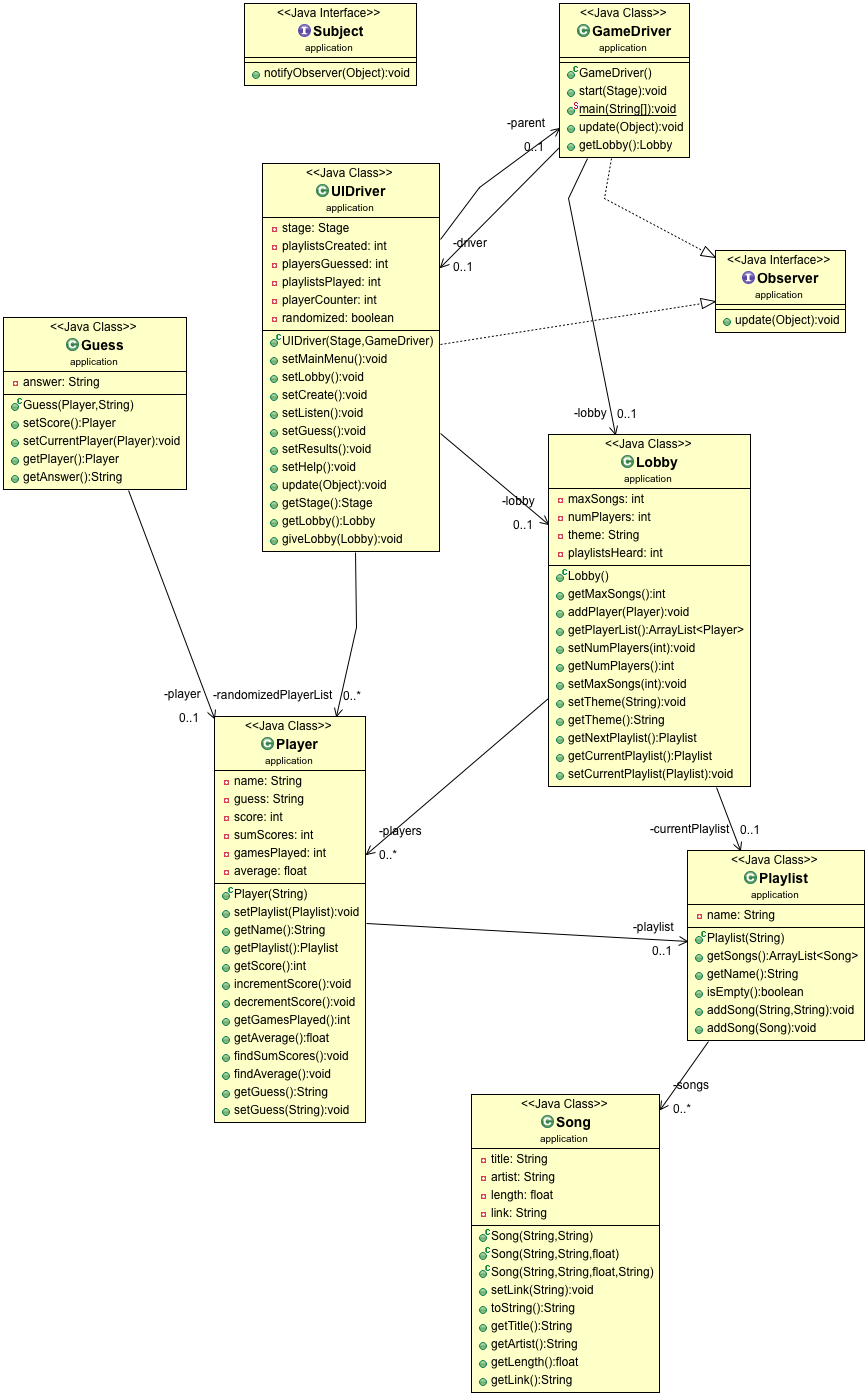 <<Java Interface>>
Subject
application
notifyObserver(Object):void
<<Java Class>>
GameDriver
application
GameDriver()
start(Stage):void
main(String[]):void
update(Object):void
getLobby():Lobby
-parent
0..1
-driver
0..1
<<Java Class>>
UIDriver
application
stage: Stage
playlistsCreated: int
playersGuessed: int
playlistsPlayed: int
playerCounter: int
randomized: boolean
UIDriver(Stage,GameDriver)
setMainMenu():void
setLobby():void
setCreate():void
setListen():void
setGuess():void
setResults():void
setHelp():void
update(Object):void
getStage():Stage
getLobby():Lobby
giveLobby(Lobby):void
<<Java Interface>>
Observer
application
update(Object):void
<<Java Class>>
Guess
application
answer: String
Guess(Player,String)
setScore():Player
setCurrentPlayer(Player):void
getPlayer():Player
getAnswer():String
-lobby
0..1
-lobby
0..1
<<Java Class>>
Lobby
application
maxSongs: int
numPlayers: int
theme: String
playlistsHeard: int
Lobby()
getMaxSongs():int
addPlayer(Player):void
getPlayerList():ArrayList<Player>
setNumPlayers(int):void
getNumPlayers():int
setMaxSongs(int):void
setTheme(String):void
getTheme():String
getNextPlaylist():Playlist
getCurrentPlaylist():Playlist
setCurrentPlaylist(Playlist):void
-player
0..1
-randomizedPlayerList
0..*
<<Java Class>>
Player
application
name: String
guess: String
score: int
sumScores: int
gamesPlayed: int
average: float
Player(String)
setPlaylist(Playlist):void
getName():String
getPlaylist():Playlist
getScore():int
incrementScore():void
decrementScore():void
getGamesPlayed():int
getAverage():float
findSumScores():void
findAverage():void
getGuess():String
setGuess(String):void
-players
0..*
-currentPlaylist
0..1
<<Java Class>>
Playlist
application
name: String
Playlist(String)
getSongs():ArrayList<Song>
getName():String
isEmpty():boolean
addSong(String,String):void
addSong(Song):void
-playlist
0..1
-songs
0..*
<<Java Class>>
Song
application
title: String
artist: String
length: float
link: String
Song(String,String)
Song(String,String,float)
Song(String,String,float,String)
setLink(String):void
toString():String
getTitle():String
getArtist():String
getLength():float
getLink():String